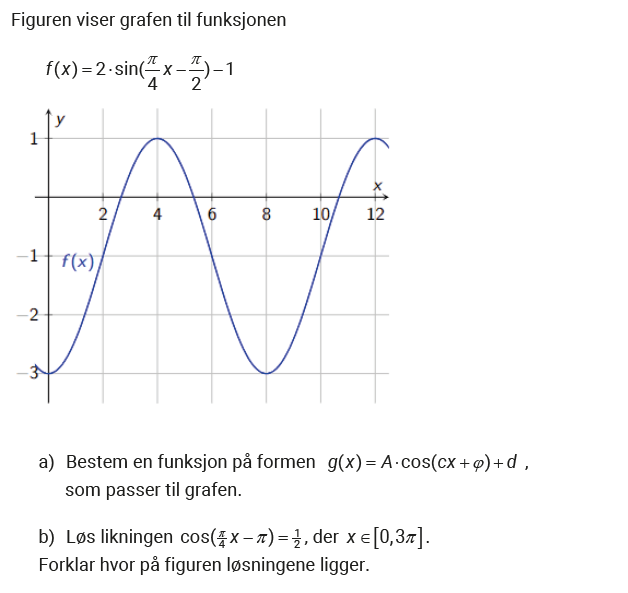 Figuren viser grafen til funksjonen
f(x) = 2·sin(π/4 x − π/2) − 1
y
1
x
2 4 6 8 10 12
−1 f(x)
−2
−3
a) Bestem en funksjon på formen g(x) = A·cos(cx + φ) + d ,
som passer til grafen.
b) Løs likningen cos(π/4 x − π) = 1/2, der x ∈ [0,3π].
Forklar hvor på figuren løsningene ligger.